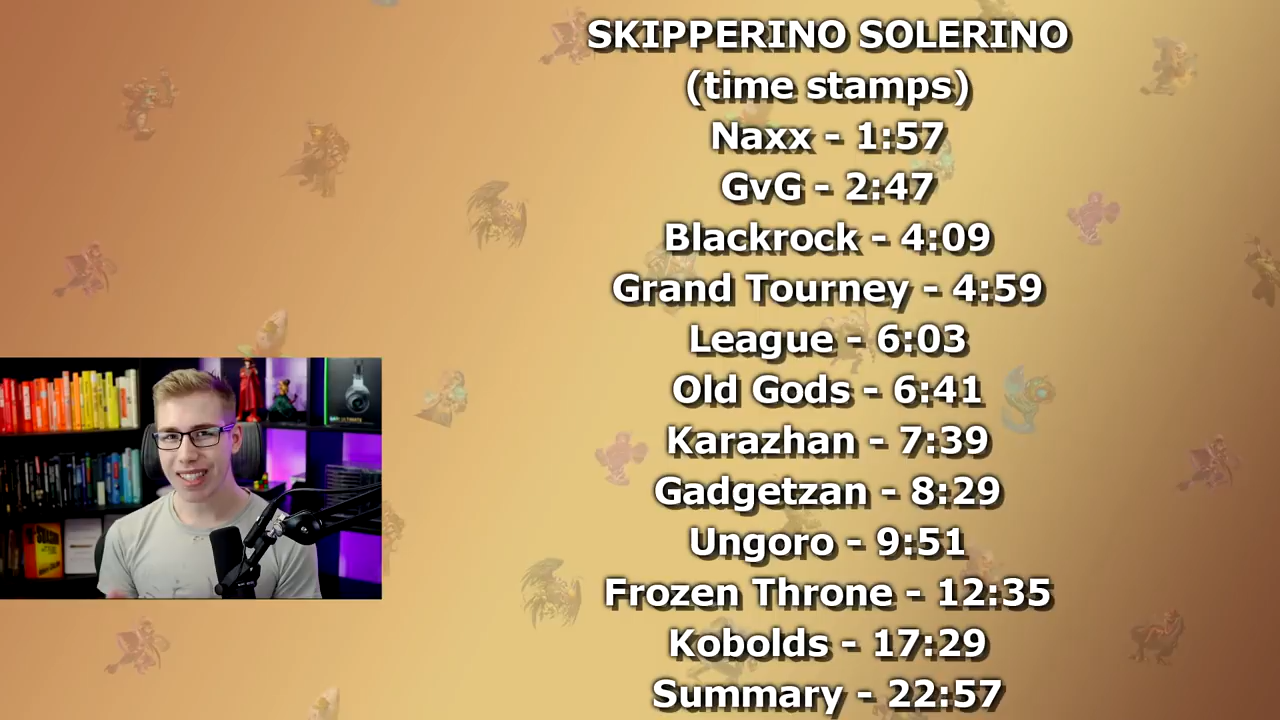 SKIPPERINO SOLERINO
(time stamps)
Naxx - 1:57
GvG - 2:47
Blackrock - 4:09
Grand Tourney - 4:59
League - 6:03
Old Gods - 6:41
Karazhan - 7:39
Gadgetzan - 8:29
Ungoro - 9:51
Frozen Throne - 12:35
Kobolds - 17:29
Summary - 22:57